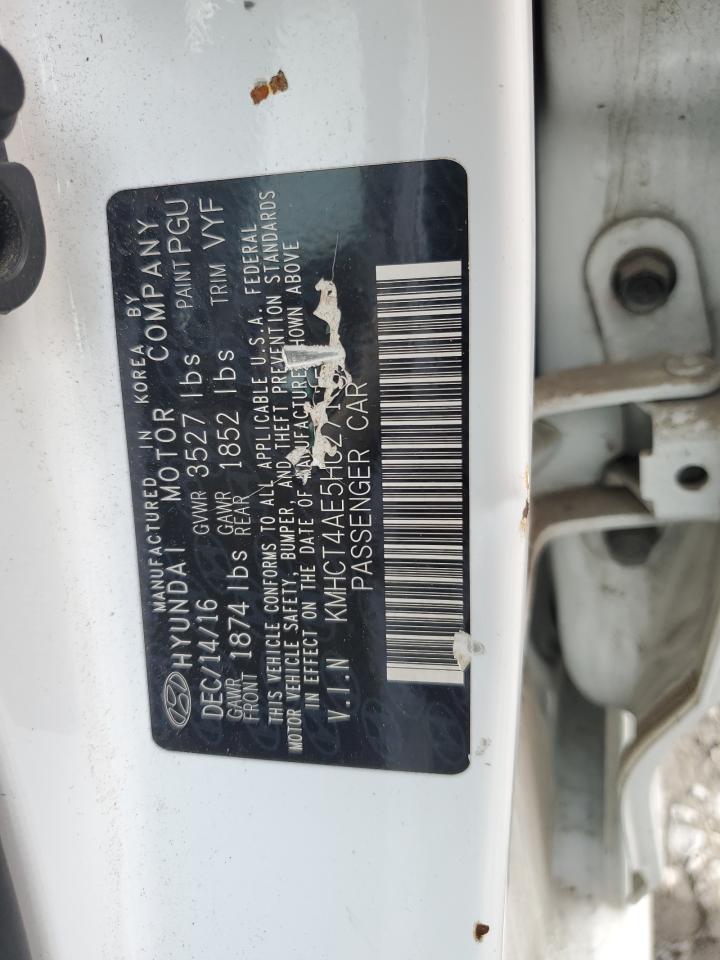 MANUFACTURED IN KOREA BY
HYUNDAI MOTOR COMPANY
DEC/14/16 GVWR 3527 lbs PAINT PGU
GAWR FRONT 1874 lbs GAWR REAR 1852 lbs TRIM VYF
THIS VEHICLE CONFORMS TO ALL APPLICABLE U.S.A. FEDERAL
MOTOR VEHICLE SAFETY, BUMPER, AND THEFT PREVENTION STANDARDS
IN EFFECT ON THE DATE OF MANUFACTURE SHOWN ABOVE
V.I.N
PASSENGER CAR